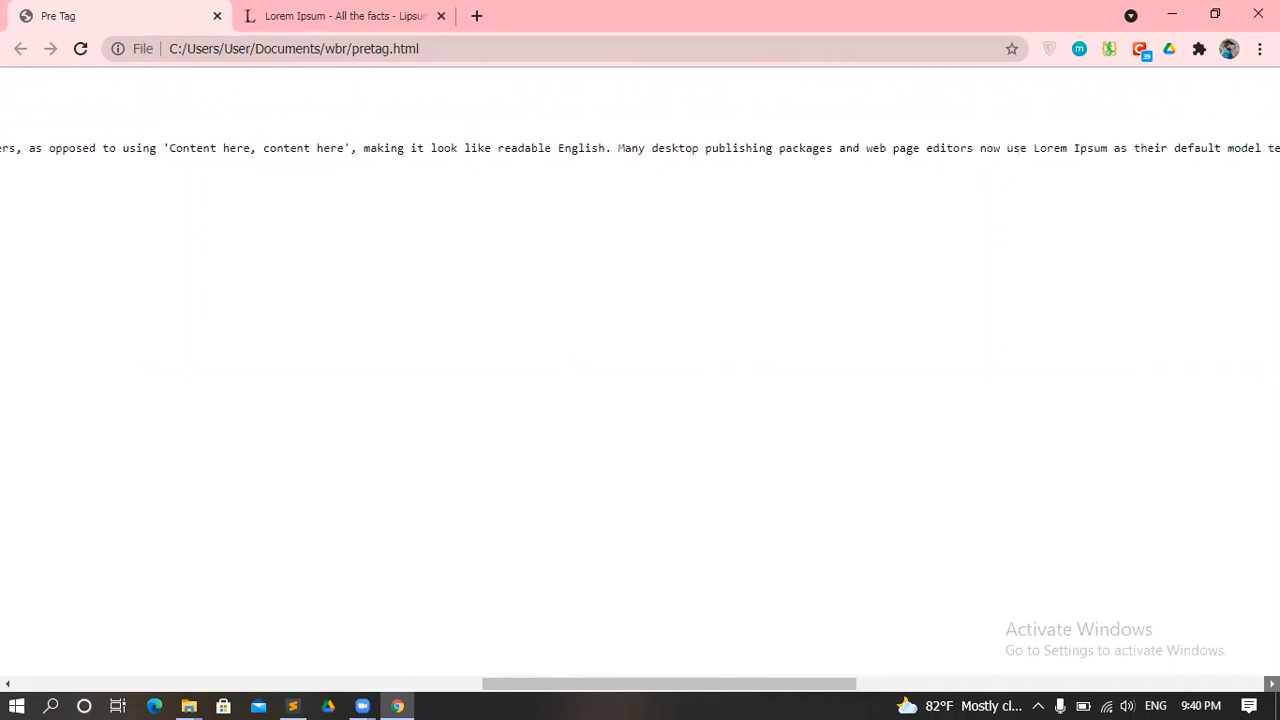 Pre Tag
Lorem Ipsum - All the facts - Lipsu
File
C:/Users/User/Documents/wbr/pretag.html
39
ers, as opposed to using 'Content here, content here', making it look like readable English. Many desktop publishing packages and web page editors now use Lorem Ipsum as their default model te
Activate Windows
Go to Settings to activate Windows.
82°F Mostly cl...
ENG
9:40 PM